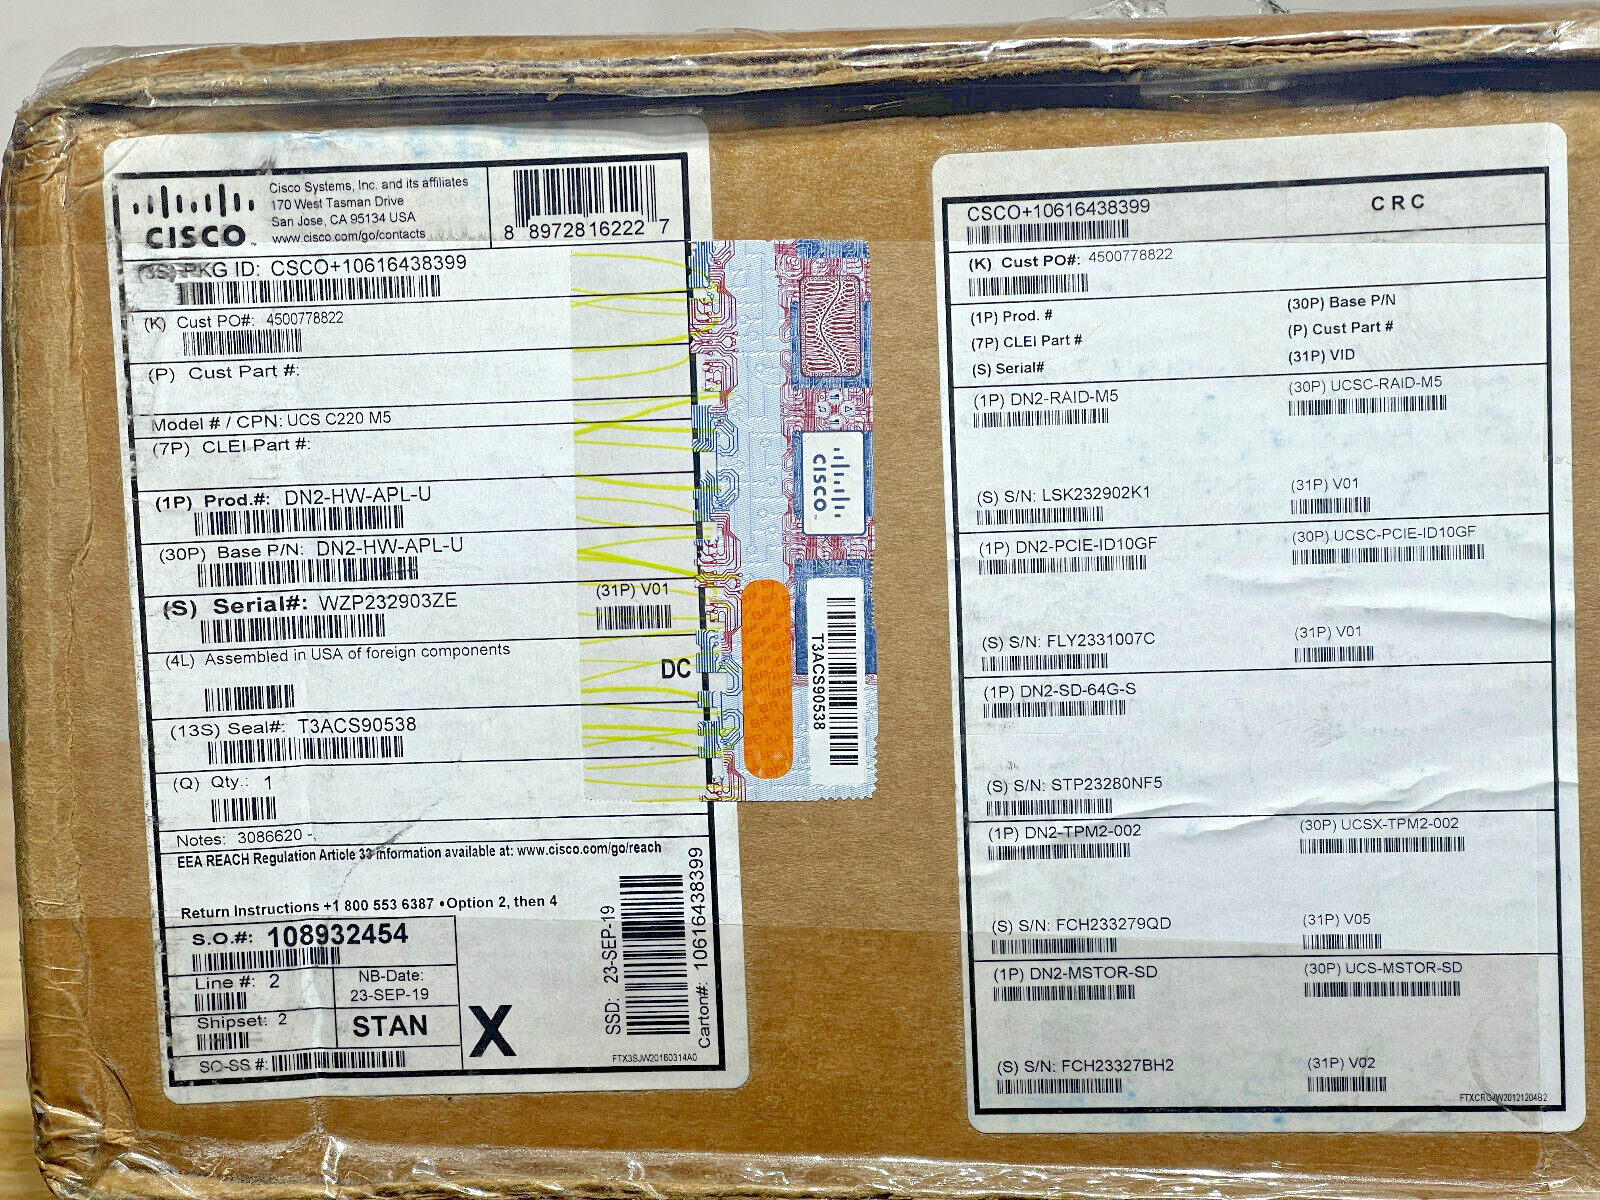 CISCO
Cisco Systems, Inc. and its affiliates
170 West Tasman Drive
San Jose, CA 95134 USA
www.cisco.com/go/contacts
8 89728 16222 7
(3S) PKG ID: CSCO+10616438399
(K) Cust PO#: 4500778822
(P) Cust Part #:
Model # / CPN: UCS C220 M5
(7P) CLEI Part #:
(1P) Prod.#: DN2-HW-APL-U
(30P) Base P/N: DN2-HW-APL-U
(S) Serial#: WZP232903ZE
(31P) V01
(4L) Assembled in USA of foreign components
DC
(13S) Seal#: T3ACS90538
(Q) Qty.: 1
Notes: 3086620 -.
EEA REACH Regulation Article 33 information available at: www.cisco.com/go/reach
Return Instructions +1 800 553 6387 • Option 2, then 4
S.O.#: 108932454
Line #: 2
NB-Date:
23-SEP-19
Shipset: 2
STAN
SO-SS #:
X
SSD: 23-SEP-19
Carton#: 10616438399
FTX3SJW20160314A0
CISCO
T3ACS90538
CSCO+10616438399
CRC
(K) Cust PO#: 4500778822
(1P) Prod. #
(30P) Base P/N
(7P) CLEI Part #
(P) Cust Part #
(S) Serial#
(31P) VID
(1P) DN2-RAID-M5
(30P) UCSC-RAID-M5
(S) S/N: LSK232902K1
(31P) V01
(1P) DN2-PCIE-ID10GF
(30P) UCSC-PCIE-ID10GF
(S) S/N: FLY2331007C
(31P) V01
(1P) DN2-SD-64G-S
(S) S/N: STP23280NF5
(1P) DN2-TPM2-002
(30P) UCSX-TPM2-002
(S) S/N: FCH233279QD
(31P) V05
(1P) DN2-MSTOR-SD
(30P) UCS-MSTOR-SD
(S) S/N: FCH23327BH2
(31P) V02